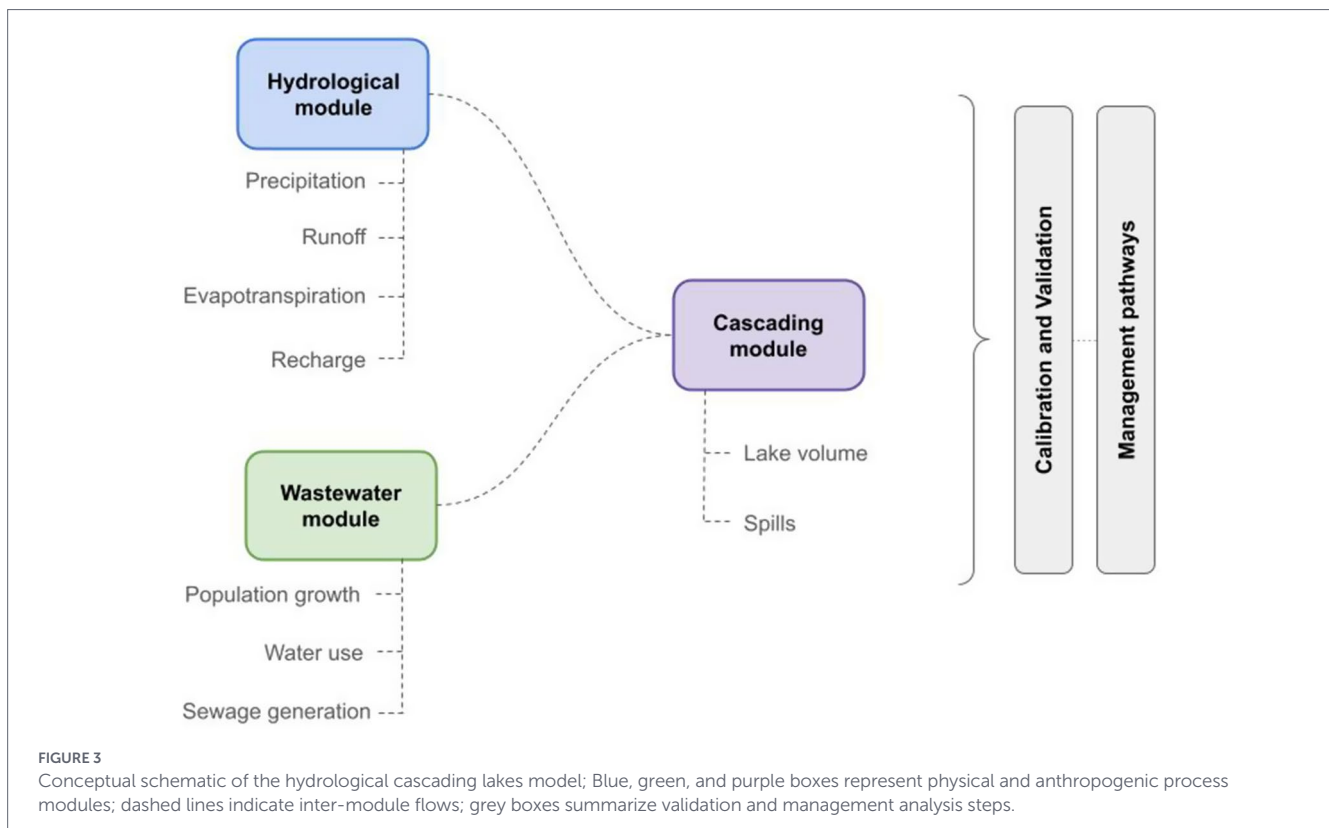 Hydrological
module
Precipitation
Runoff
Evapotranspiration
Recharge
Wastewater
module
Population growth
Water use
Sewage generation
Cascading
module
Lake volume
Spills
Calibration and Validation
Management pathways
FIGURE 3
Conceptual schematic of the hydrological cascading lakes model; Blue, green, and purple boxes represent physical and anthropogenic process
modules; dashed lines indicate inter-module flows; grey boxes summarize validation and management analysis steps.